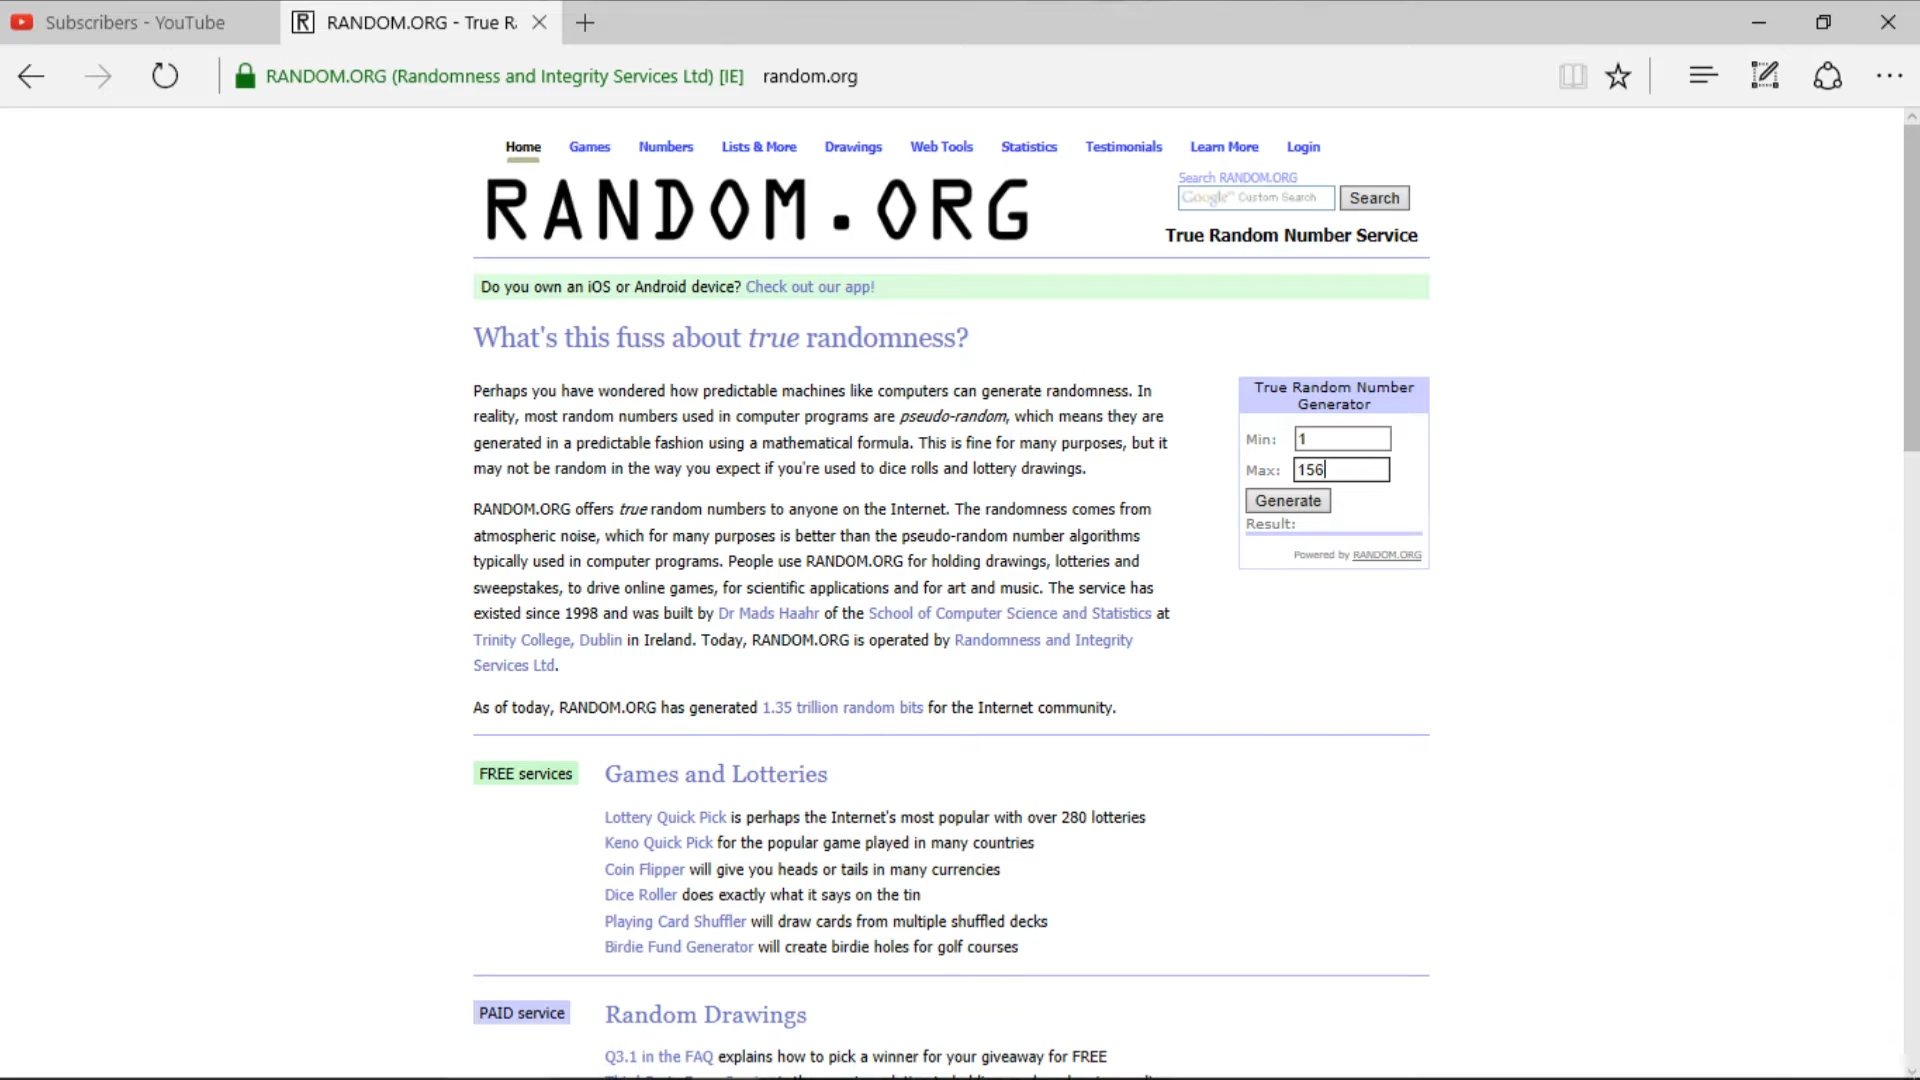 Subscribers - YouTube
RANDOM.ORG - True R
RANDOM.ORG (Randomness and Integrity Services Ltd) [IE] random.org
Home Games Numbers Lists & More Drawings Web Tools Statistics Testimonials Learn More Login
RANDOM.ORG
Search RANDOM.ORG
Google™ Custom Search Search
True Random Number Service
Do you own an iOS or Android device? Check out our app!
What's this fuss about true randomness?
Perhaps you have wondered how predictable machines like computers can generate randomness. In
reality, most random numbers used in computer programs are pseudo-random, which means they are
generated in a predictable fashion using a mathematical formula. This is fine for many purposes, but it
may not be random in the way you expect if you're used to dice rolls and lottery drawings.
RANDOM.ORG offers true random numbers to anyone on the Internet. The randomness comes from
atmospheric noise, which for many purposes is better than the pseudo-random number algorithms
typically used in computer programs. People use RANDOM.ORG for holding drawings, lotteries and
sweepstakes, to drive online games, for scientific applications and for art and music. The service has
existed since 1998 and was built by Dr Mads Haahr of the School of Computer Science and Statistics at
Trinity College, Dublin in Ireland. Today, RANDOM.ORG is operated by Randomness and Integrity
Services Ltd.
As of today, RANDOM.ORG has generated 1.35 trillion random bits for the Internet community.
True Random Number
Generator
Min: 1
Max: 156
Generate
Result:
Powered by RANDOM.ORG
FREE services
Games and Lotteries
Lottery Quick Pick is perhaps the Internet's most popular with over 280 lotteries
Keno Quick Pick for the popular game played in many countries
Coin Flipper will give you heads or tails in many currencies
Dice Roller does exactly what it says on the tin
Playing Card Shuffler will draw cards from multiple shuffled decks
Birdie Fund Generator will create birdie holes for golf courses
PAID service
Random Drawings
Q3.1 in the FAQ explains how to pick a winner for your giveaway for FREE